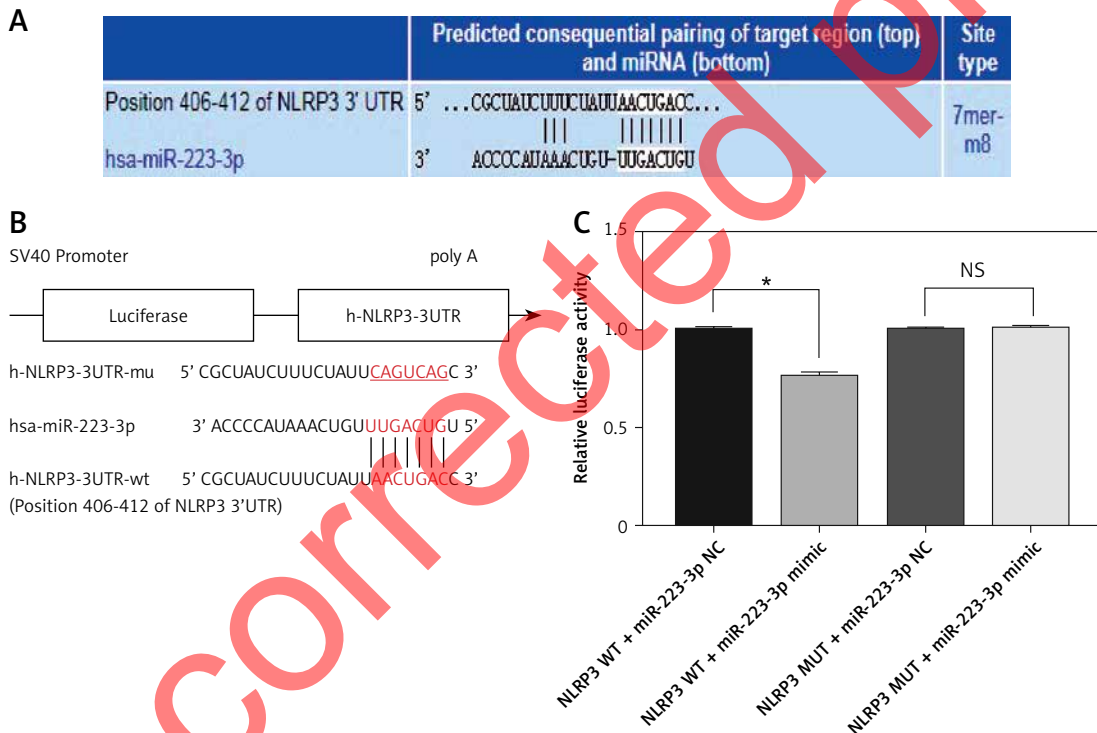 A
Predicted consequential pairing of target region (top)
and miRNA (bottom)
Site
type
Position 406-412 of NLRP3 3' UTR 5' ...CGCUAUCUUUCUAUUAACUGACC...
hsa-miR-223-3p 3' ACCCCAUAAACUGU-UUGACUGU
7mer-
m8
B
SV40 Promoter poly A
Luciferase h-NLRP3-3UTR
h-NLRP3-3UTR-mu 5’ CGCUAUCUUUCUAUUCAGUCAGC 3’
hsa-miR-223-3p 3’ ACCCCAUAAACUGUUUGACUGU 5’
h-NLRP3-3UTR-wt 5’ CGCUAUCUUUCUAUUAACUGACC 3’
(Position 406-412 of NLRP3 3’UTR)
C
Relative luciferase activity
1.5
1.0
0.5
0
*
NS
NLRP3 WT + miR-223-3p NC
NLRP3 WT + miR-223-3p mimic
NLRP3 MUT + miR-223-3p NC
NLRP3 MUT + miR-223-3p mimic
corrected p